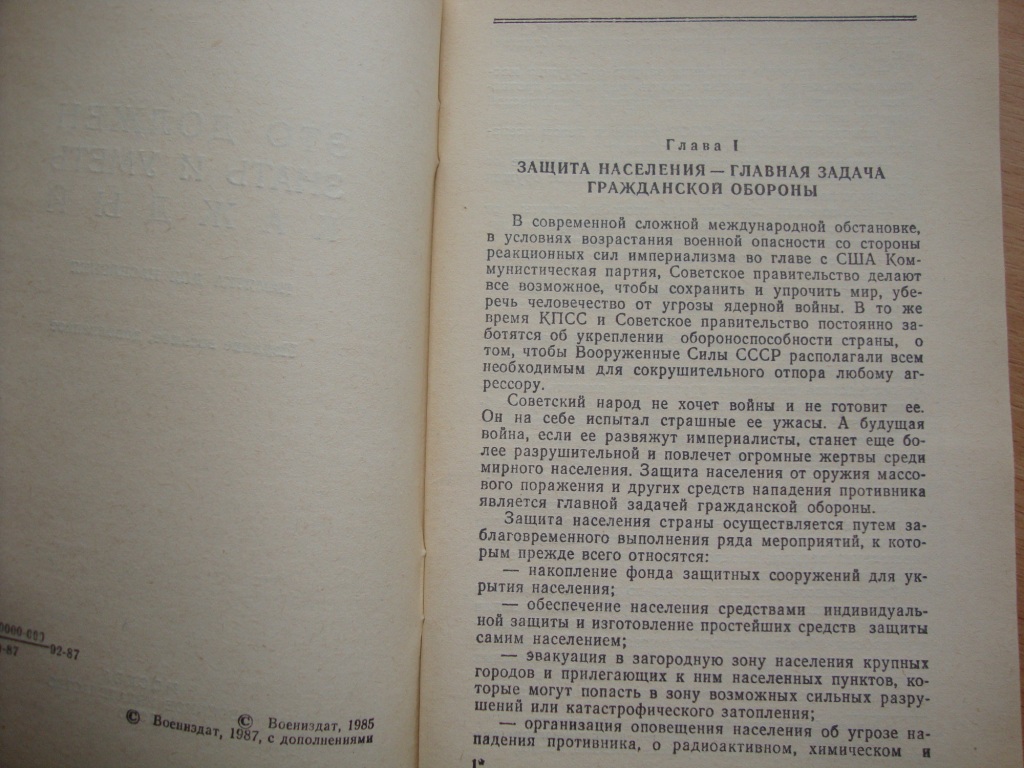 92-87
© Воениздат, 1985
© Воениздат, 1987, с дополнениями
Глава I
ЗАЩИТА НАСЕЛЕНИЯ — ГЛАВНАЯ ЗАДАЧА
ГРАЖДАНСКОЙ ОБОРОНЫ
В современной сложной международной обстановке,
в условиях возрастания военной опасности со стороны
реакционных сил империализма во главе с США Ком-
мунистическая партия, Советское правительство делают
все возможное, чтобы сохранить и упрочить мир, убе-
речь человечество от угрозы ядерной войны. В то же
время КПСС и Советское правительство постоянно за-
ботятся об укреплении обороноспособности страны, о
том, чтобы Вооруженные Силы СССР располагали всем
необходимым для сокрушительного отпора любому аг-
рессору.
Советский народ не хочет войны и не готовит ее.
Он на себе испытал страшные ее ужасы. А будущая
война, если ее развяжут империалисты, станет еще бо-
лее разрушительной и повлечет огромные жертвы среди
мирного населения. Защита населения от оружия массо-
вого поражения и других средств нападения противника
является главной задачей гражданской обороны.
Защита населения страны осуществляется путем за-
благовременного выполнения ряда мероприятий, к кото-
рым прежде всего относятся:
— накопление фонда защитных сооружений для ук-
рытия населения;
— обеспечение населения средствами индивидуаль-
ной защиты и изготовление простейших средств защиты
самим населением;
— эвакуация в загородную зону населения крупных
городов и прилегающих к ним населенных пунктов, ко-
торые могут попасть в зону возможных сильных разру-
шений или катастрофического затопления;
— организация оповещения населения об угрозе на-
падения противника, о радиоактивном, химическом и
1*